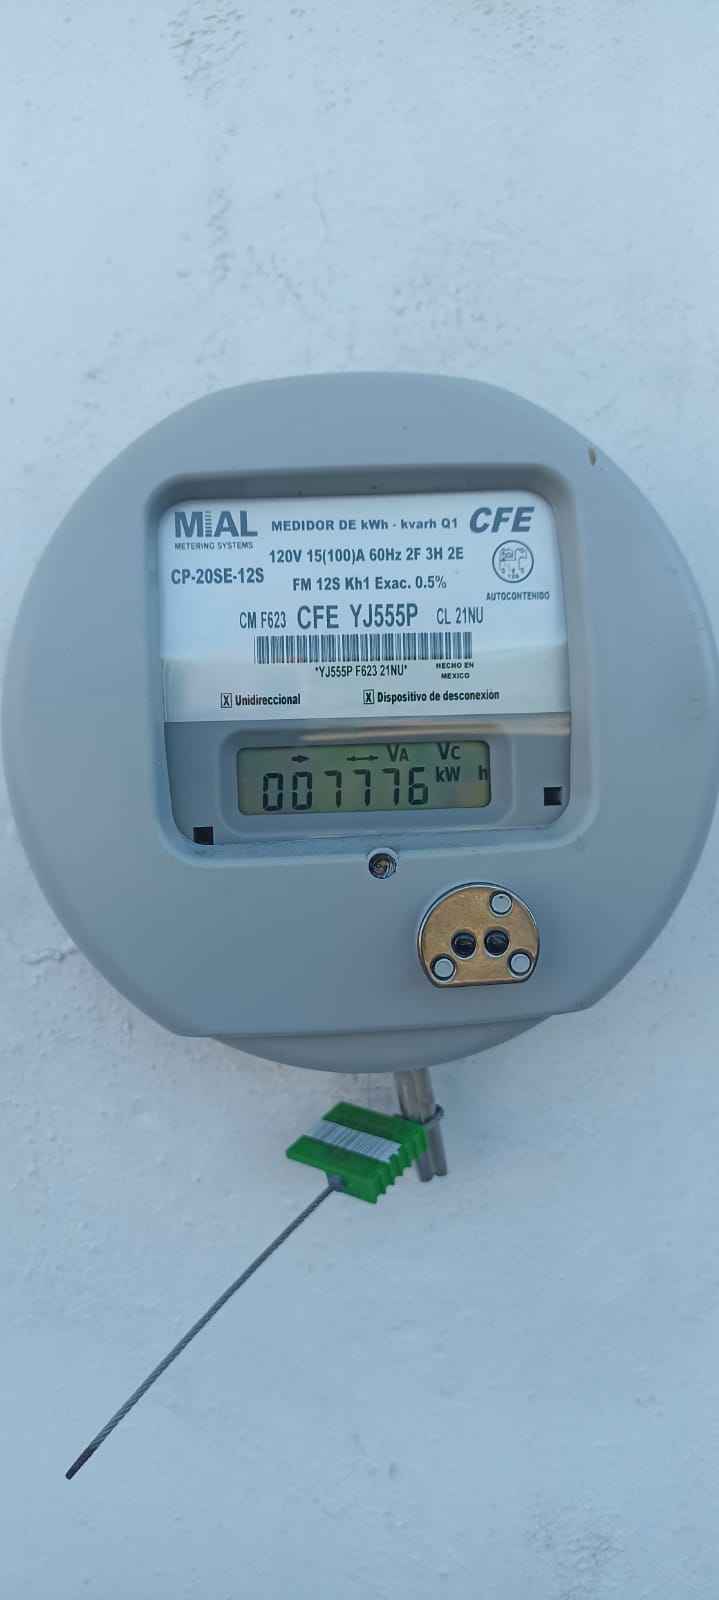 MIAL
METERING SYSTEMS
MEDIDOR DE kWh - kvarh Q1
CFE
120V 15(100)A 60Hz 2F 3H 2E
CP-20SE-12S
FM 12S Kh1 Exac. 0.5%
12S
AUTOCONTENIDO
CM F623 CFE YJ555P CL 21NU
*YJ555P F623 21NU*
HECHO EN
MEXICO
X Unidireccional
X Dispositivo de desconexión
VA VC
007776 kW h